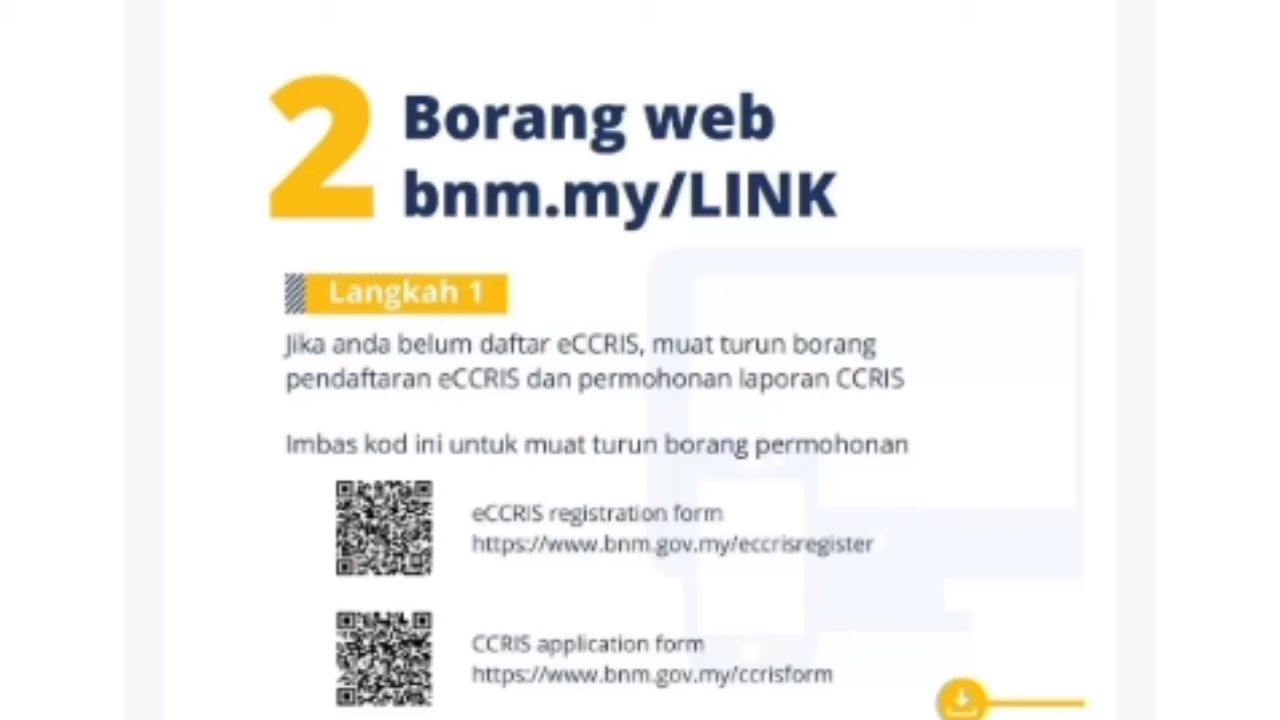 2
Borang web
bnm.my/LINK
Langkah 1
Jika anda belum daftar eCCRIS, muat turun borang
pendaftaran eCCRIS dan permohonan laporan CCRIS
Imbas kod ini untuk muat turun borang permohonan
eCCRIS registration form
https://www.bnm.gov.my/eccrisregister
CCRIS application form
https://www.bnm.gov.my/ccrisform